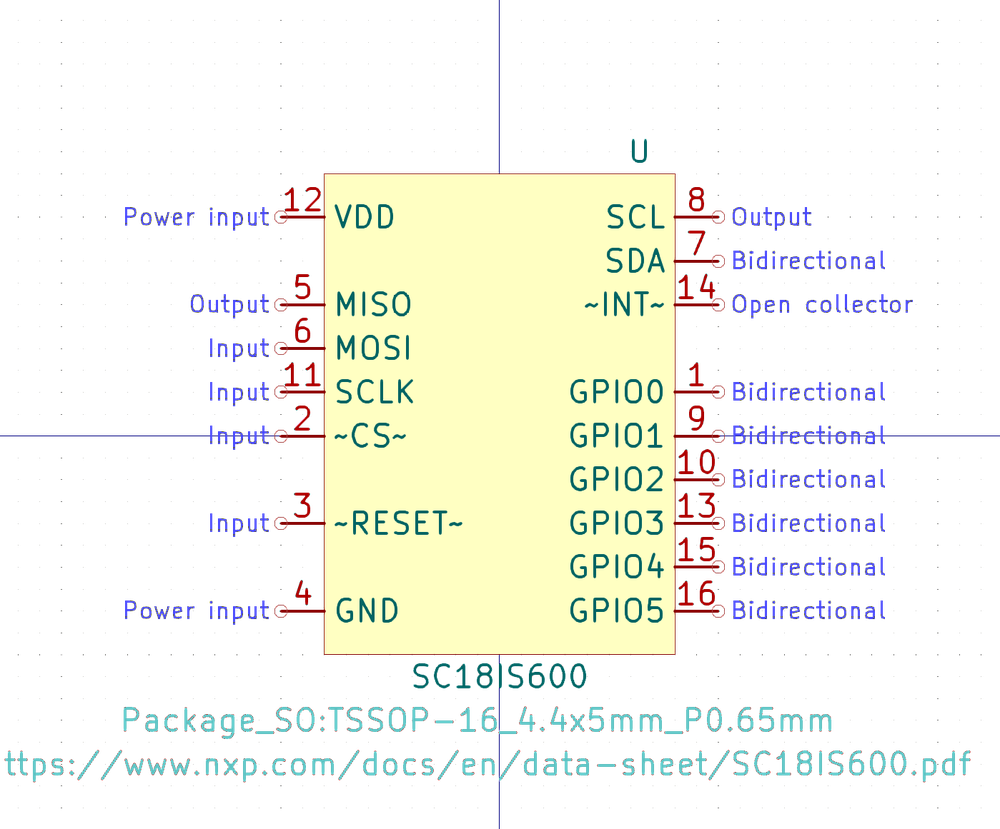 U
12 8
Power input VDD SCL Output
7
SDA Bidirectional
5 14
Output MISO ~INT~ Open collector
6
Input MOSI
11 1
Input SCLK GPIO0 Bidirectional
2 9
Input ~CS~ GPIO1 Bidirectional
10
GPIO2 Bidirectional
3 13
Input ~RESET~ GPIO3 Bidirectional
15
GPIO4 Bidirectional
4 16
Power input GND GPIO5 Bidirectional
SC18IS600
Package_SO:TSSOP-16_4.4x5mm_P0.65mm
ttps://www.nxp.com/docs/en/data-sheet/SC18IS600.pdf